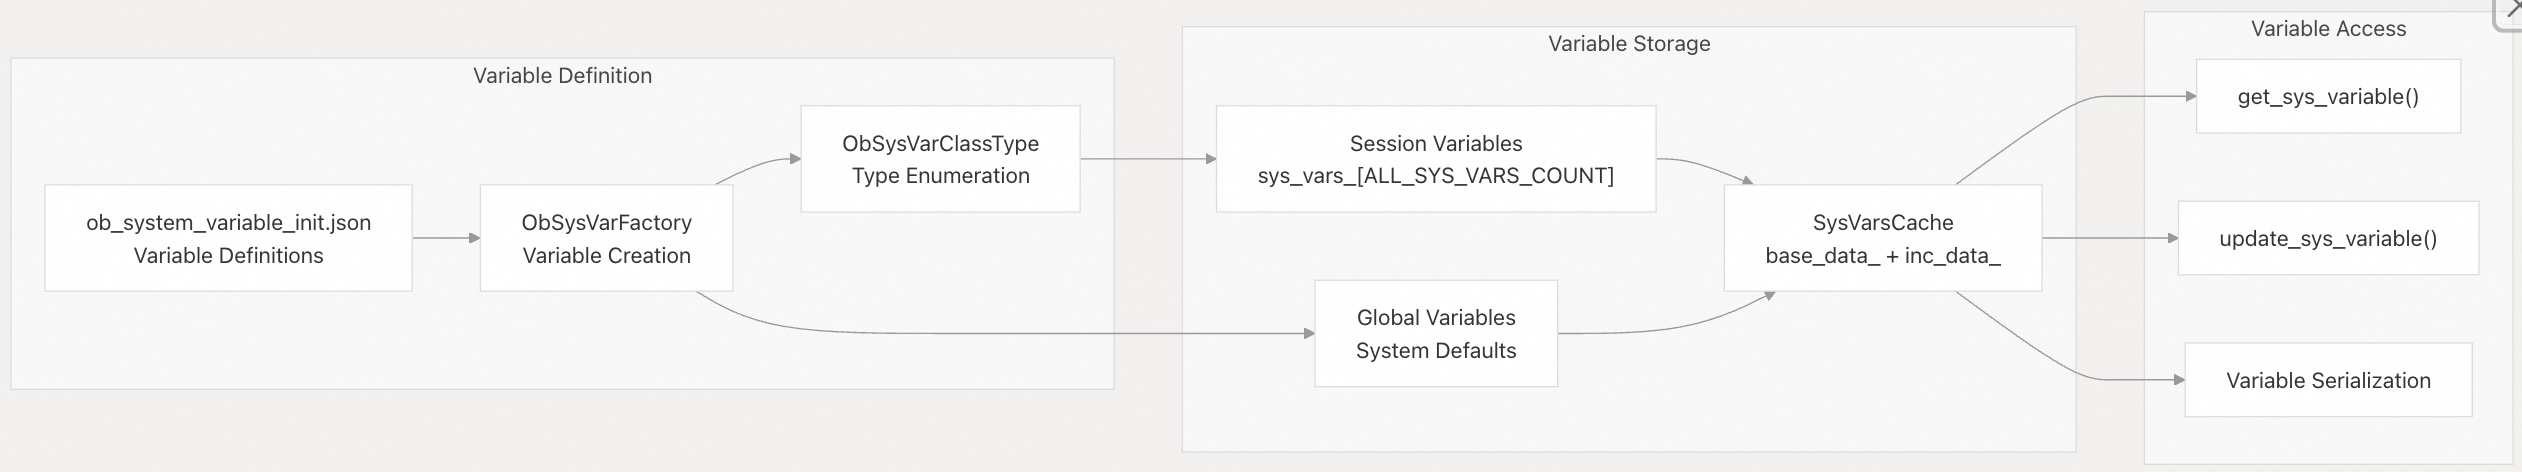 Variable Definition
ob_system_variable_init.json
Variable Definitions
ObSysVarFactory
Variable Creation
ObSysVarClassType
Type Enumeration
Variable Storage
Session Variables
sys_vars_[ALL_SYS_VARS_COUNT]
Global Variables
System Defaults
SysVarsCache
base_data_ + inc_data_
Variable Access
get_sys_variable()
update_sys_variable()
Variable Serialization